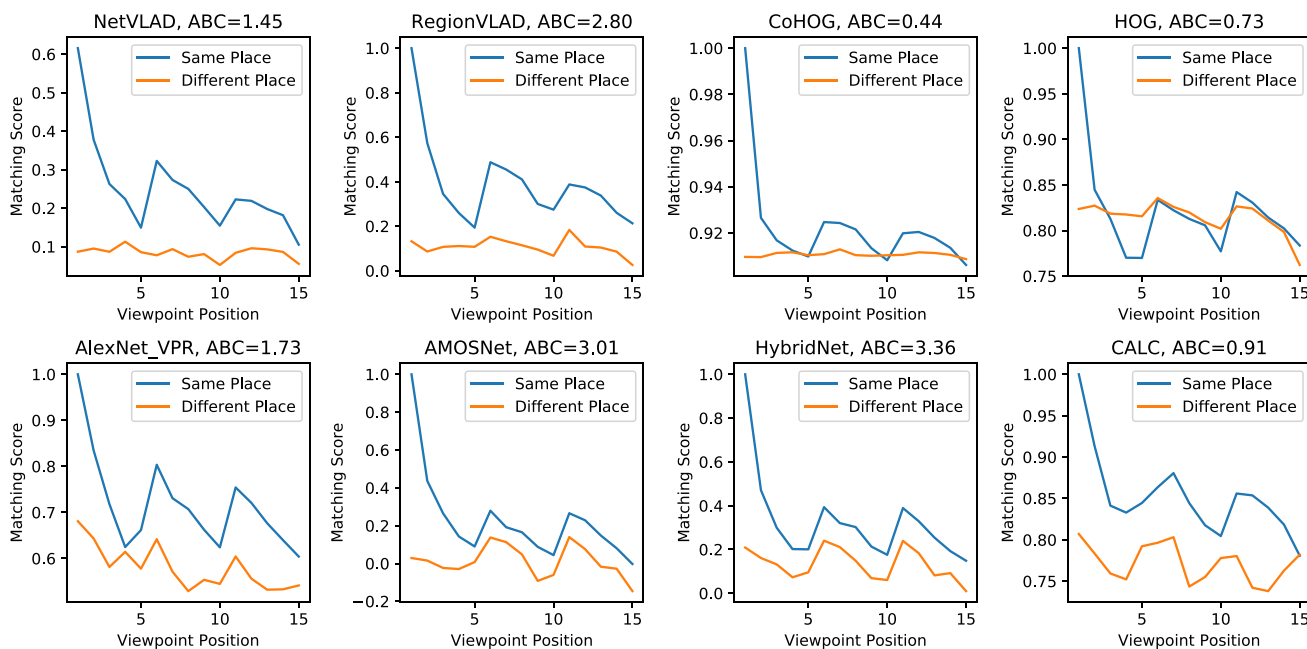 NetVLAD, ABC=1.45
0.6
0.5
0.4
0.3
0.2
0.1
Matching Score
Same Place
Different Place
5
10
15
Viewpoint Position
RegionVLAD, ABC=2.80
1.0
0.8
0.6
0.4
0.2
0.0
Matching Score
Same Place
Different Place
5
10
15
Viewpoint Position
CoHOG, ABC=0.44
1.00
0.98
0.96
0.94
0.92
Matching Score
Same Place
Different Place
5
10
15
Viewpoint Position
HOG, ABC=0.73
1.00
0.95
0.90
0.85
0.80
0.75
Matching Score
Same Place
Different Place
5
10
15
Viewpoint Position
AlexNet_VPR, ABC=1.73
1.0
0.9
0.8
0.7
0.6
Matching Score
Same Place
Different Place
5
10
15
Viewpoint Position
AMOSNet, ABC=3.01
1.0
0.8
0.6
0.4
0.2
0.0
−0.2
Matching Score
Same Place
Different Place
5
10
15
Viewpoint Position
HybridNet, ABC=3.36
1.0
0.8
0.6
0.4
0.2
0.0
Matching Score
Same Place
Different Place
5
10
15
Viewpoint Position
CALC, ABC=0.91
1.00
0.95
0.90
0.85
0.80
0.75
Matching Score
Same Place
Different Place
5
10
15
Viewpoint Position